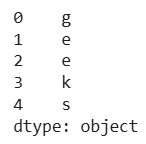 0    g
1    e
2    e
3    k
4    s
dtype: object